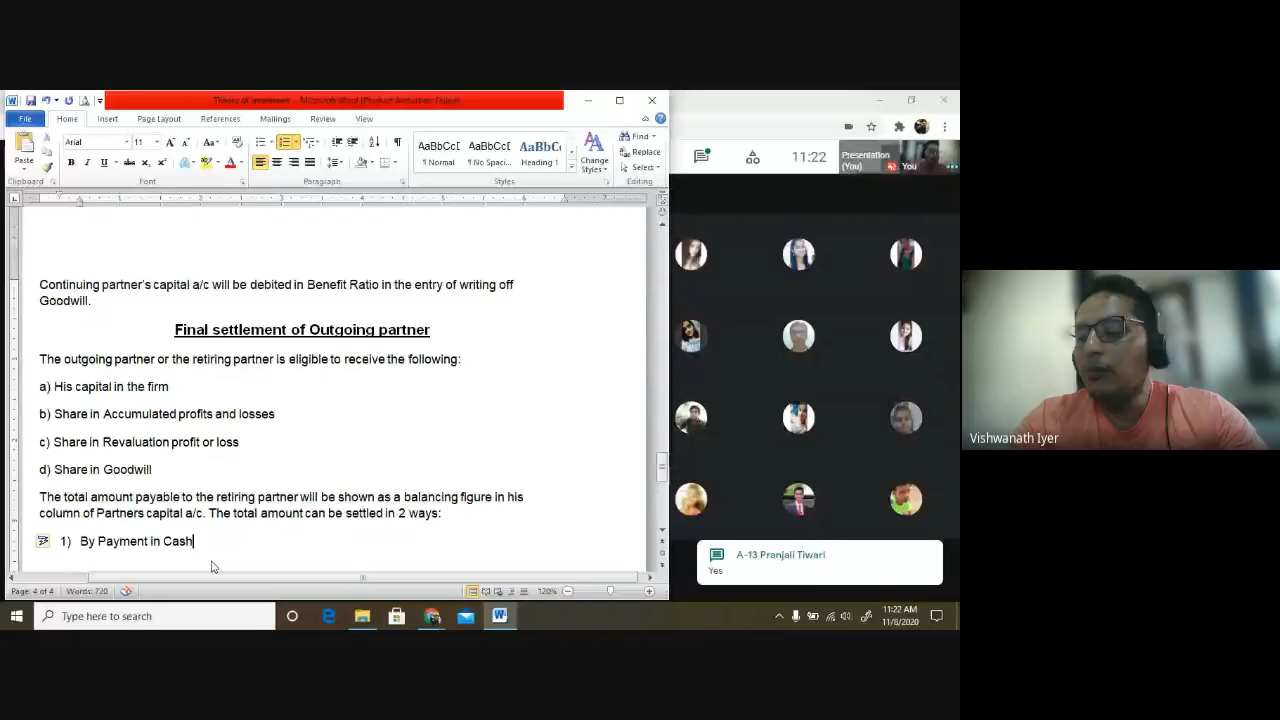 File
Home
Insert
Page Layout
References
Mailings
Review
View
Paste
Clipboard
Arial
11
Font
Paragraph
AaBbCcI
AaBbCcI
AaBbC
¶ Normal
¶ No Spaci...
Heading 1
Change
Styles
Styles
Find
Replace
Select
Editing
11:22
Presentation
(You)
You
Continuing partner's capital a/c will be debited in Benefit Ratio in the entry of writing off
Goodwill.
Final settlement of Outgoing partner
The outgoing partner or the retiring partner is eligible to receive the following:
a) His capital in the firm
b) Share in Accumulated profits and losses
c) Share in Revaluation profit or loss
d) Share in Goodwill
The total amount payable to the retiring partner will be shown as a balancing figure in his
column of Partners capital a/c. The total amount can be settled in 2 ways:
1) By Payment in Cash
Vishwanath Iyer
A-13 Pranjali Tiwari
Yes
Page: 4 of 4
Words: 720
120%
Type here to search
11:22 AM
11/8/2020